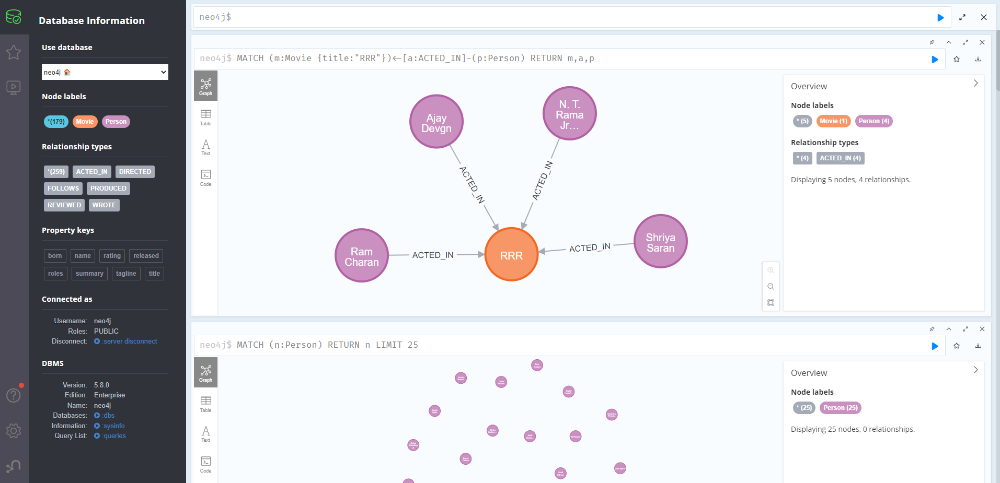 Database Information
Use database
neo4j 🏠
Node labels
*(179) Movie Person
Relationship types
*(259) ACTED_IN DIRECTED
FOLLOWS PRODUCED
REVIEWED WROTE
Property keys
born name rating released
roles summary tagline title
Connected as
Username: neo4j
Roles: PUBLIC
Disconnect: :server disconnect
DBMS
Version: 5.8.0
Edition: Enterprise
Name: neo4j
Databases: :dbs
Information: :sysinfo
Query List: :queries
neo4j$
neo4j$ MATCH (m:Movie {title:"RRR"})<-[a:ACTED_IN]-(p:Person) RETURN m,a,p
Graph
Table
Text
Code
Ajay
Devgn
N. T.
Rama
Jr...
ACTED_IN
ACTED_IN
Ram
Charan
ACTED_IN
RRR
ACTED_IN
Shriya
Saran
Overview
Node labels
* (5) Movie (1) Person (4)
Relationship types
* (4) ACTED_IN (4)
Displaying 5 nodes, 4 relationships.
neo4j$ MATCH (n:Person) RETURN n LIMIT 25
Graph
Table
Text
Code
Al Pacino
Overview
Node labels
* (25) Person (25)
Displaying 25 nodes, 0 relationships.